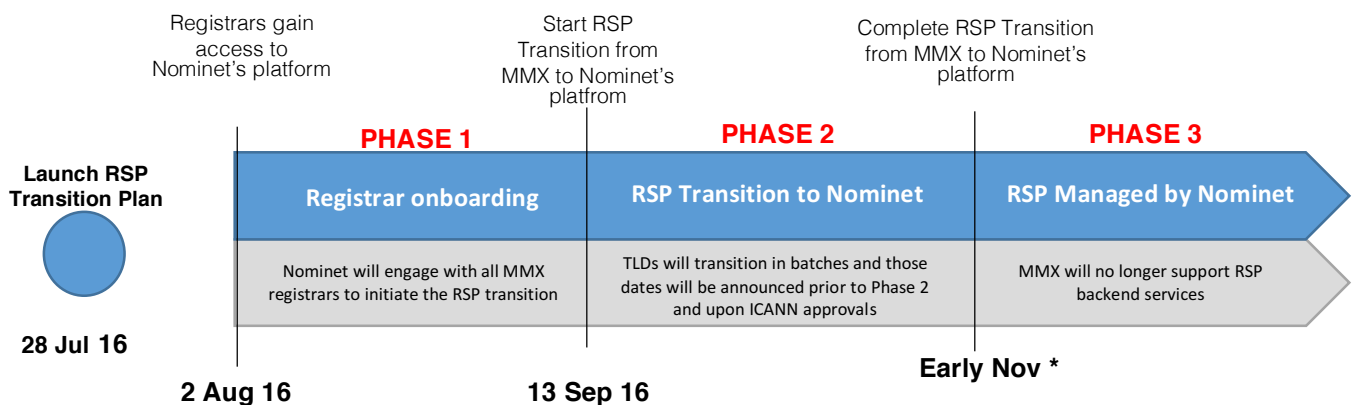 Registrars gain
access to
Nominet's platform
Start RSP
Transition from
MMX to Nominet's
platfrom
Complete RSP Transition
from MMX to Nominet's
platform
PHASE 1
PHASE 2
PHASE 3
Launch RSP
Transition Plan
Registrar onboarding
RSP Transition to Nominet
RSP Managed by Nominet
Nominet will engage with all MMX
registrars to initiate the RSP transition
TLDs will transition in batches and those
dates will be announced prior to Phase 2
and upon ICANN approvals
MMX will no longer support RSP
backend services
28 Jul 16
2 Aug 16
13 Sep 16
Early Nov *